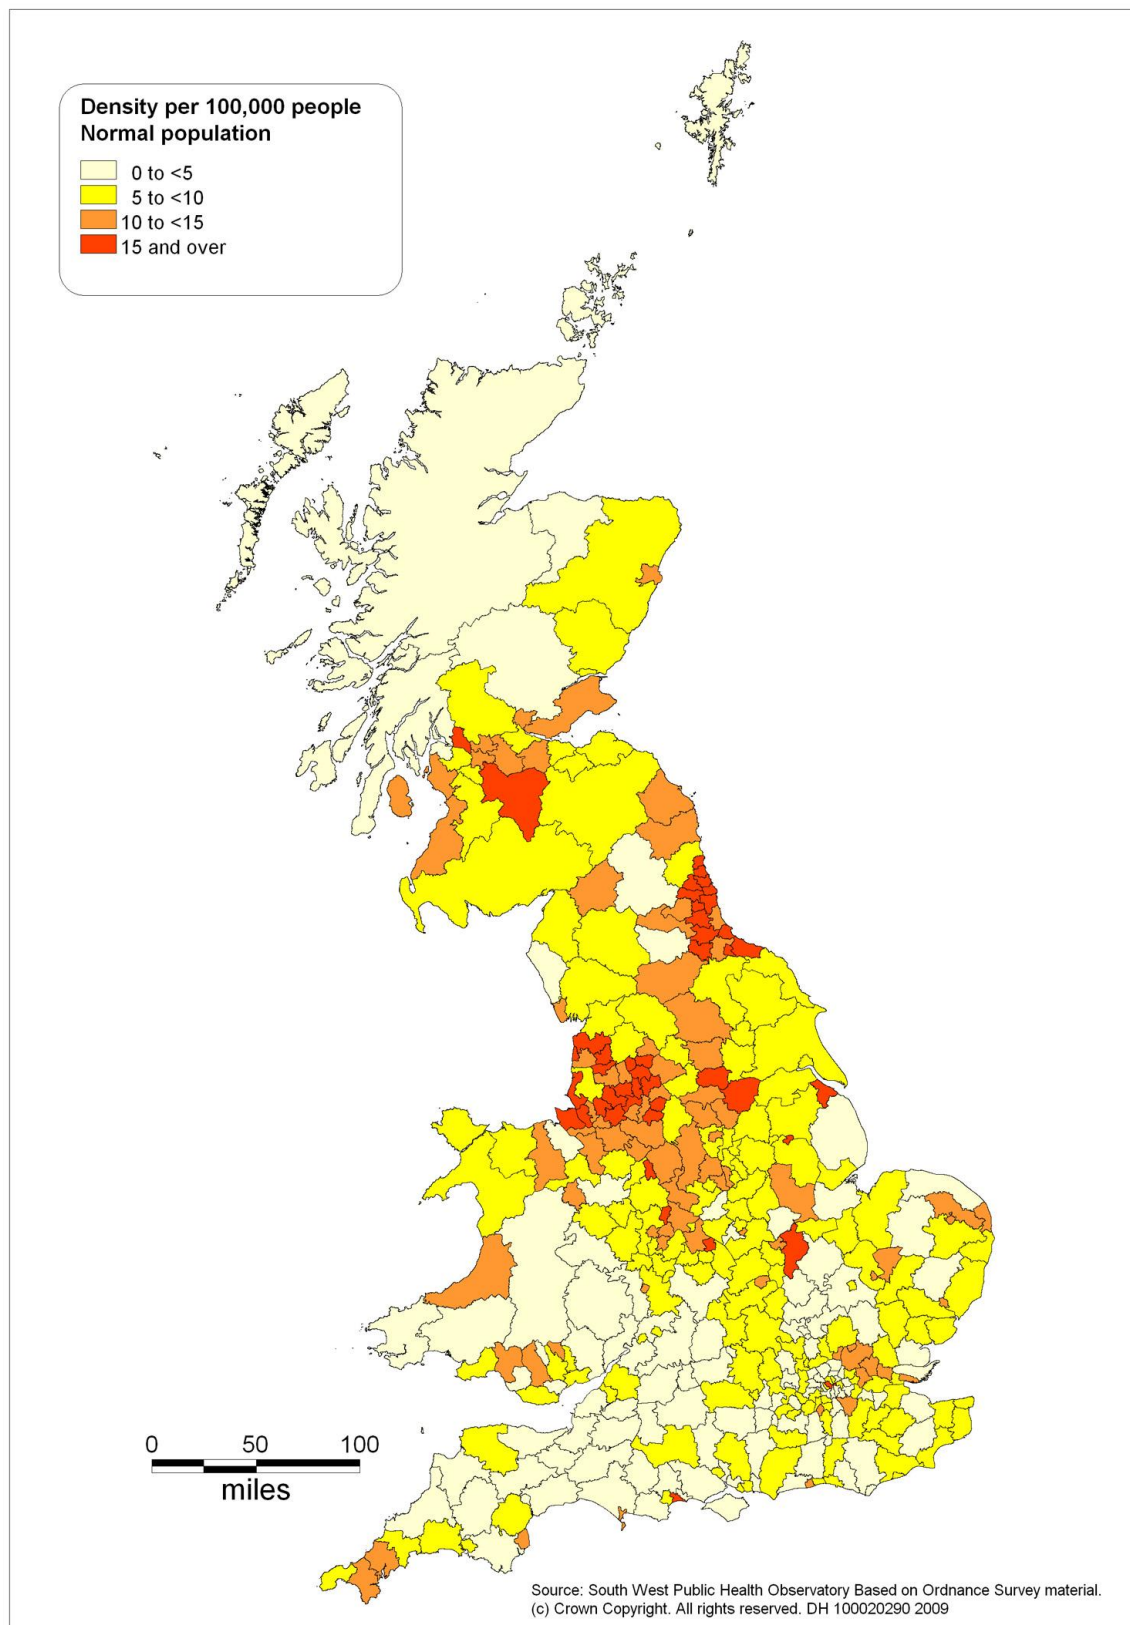 Density per 100,000 people
Normal population
0 to <5
5 to <10
10 to <15
15 and over
0 50 100
miles
Source: South West Public Health Observatory Based on Ordnance Survey material.
(c) Crown Copyright. All rights reserved. DH 100020290 2009